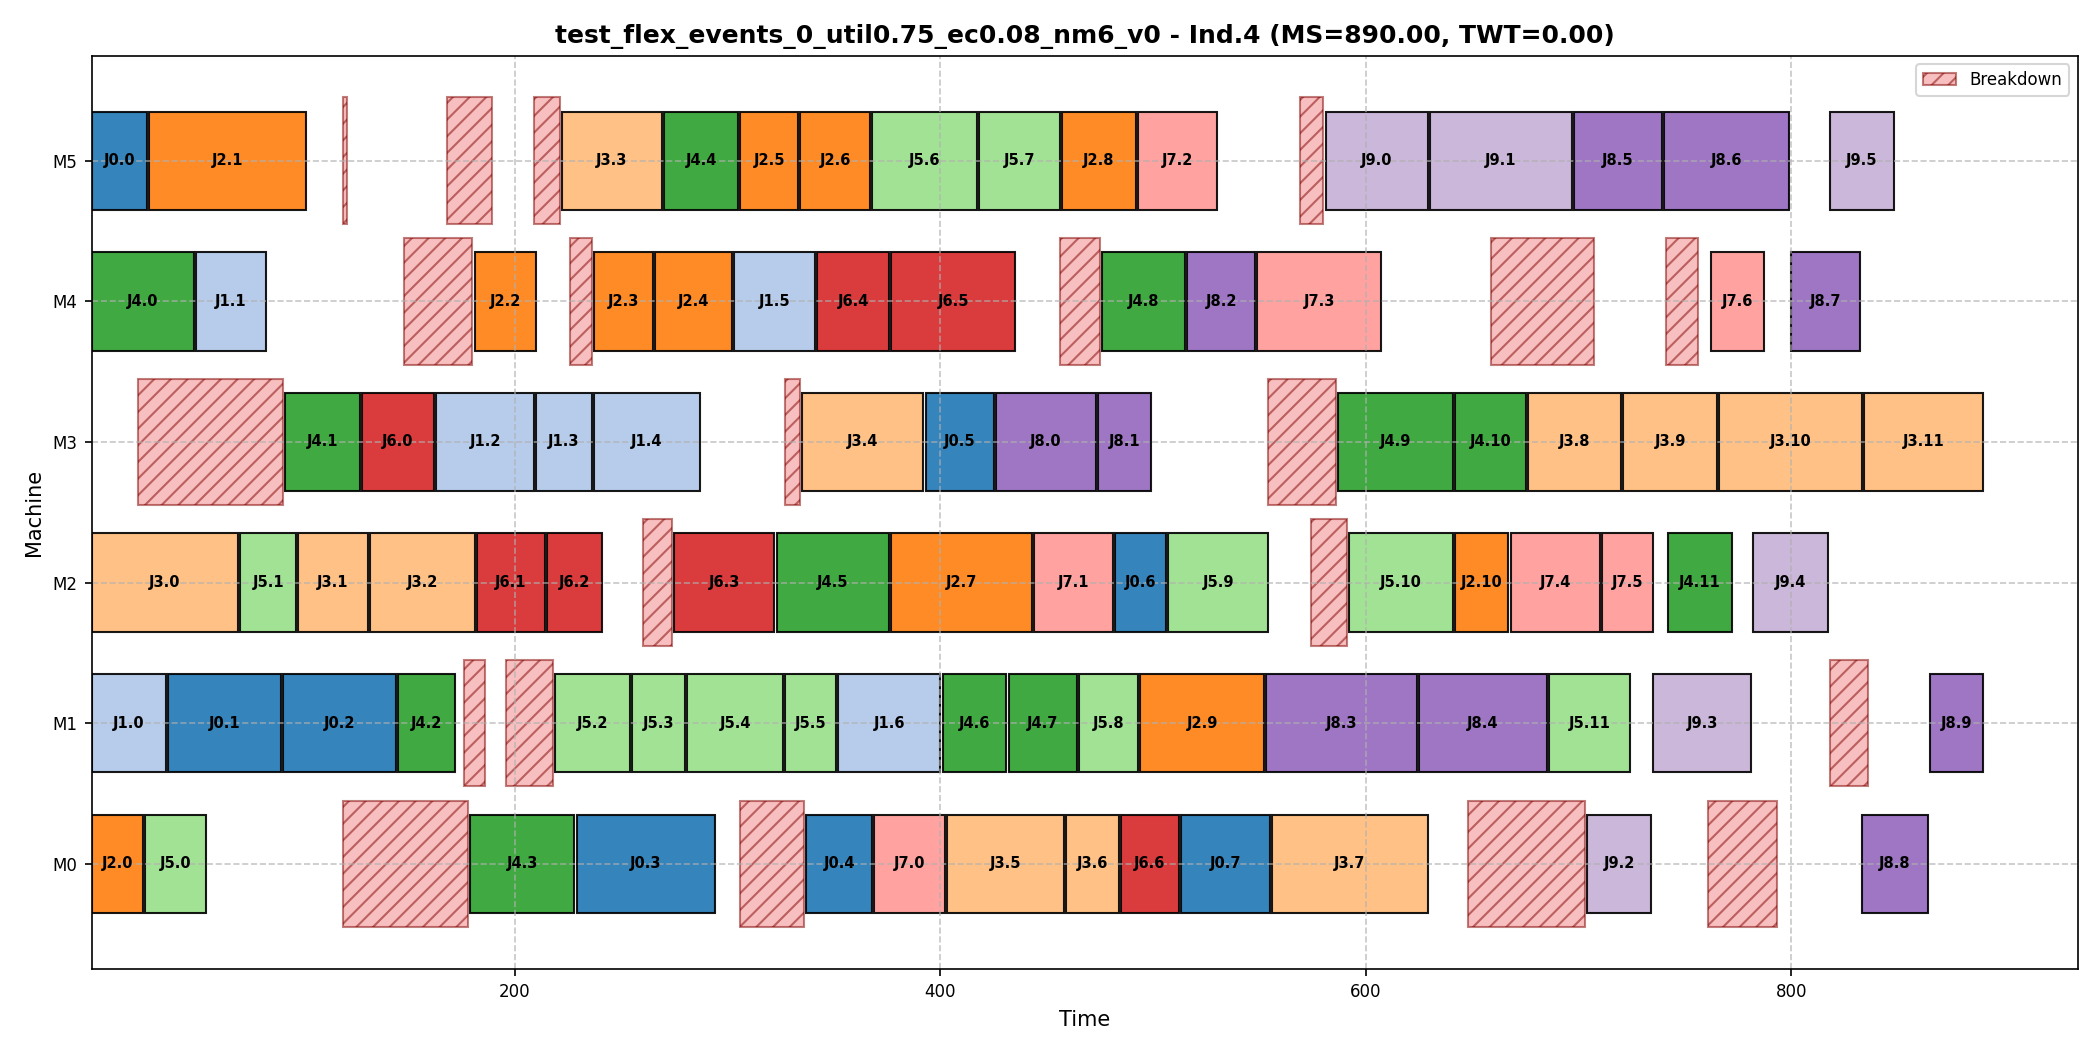 test_flex_events_0_util0.75_ec0.08_nm6_v0 - Ind.4 (MS=890.00, TWT=0.00)
Breakdown
M5
J0.0 J2.1 J3.3 J4.4 J2.5 J2.6 J5.6 J5.7 J2.8 J7.2 J9.0 J9.1 J8.5 J8.6 J9.5
M4
J4.0 J1.1 J2.2 J2.3 J2.4 J1.5 J6.4 J6.5 J4.8 J8.2 J7.3 J7.6 J8.7
M3
J4.1 J6.0 J1.2 J1.3 J1.4 J3.4 J0.5 J8.0 J8.1 J4.9 J4.10 J3.8 J3.9 J3.10 J3.11
M2
J3.0 J5.1 J3.1 J3.2 J6.1 J6.2 J6.3 J4.5 J2.7 J7.1 J0.6 J5.9 J5.10 J2.10 J7.4 J7.5 J4.11 J9.4
M1
J1.0 J0.1 J0.2 J4.2 J5.2 J5.3 J5.4 J5.5 J1.6 J4.6 J4.7 J5.8 J2.9 J8.3 J8.4 J5.11 J9.3 J8.9
M0
J2.0 J5.0 J4.3 J0.3 J0.4 J7.0 J3.5 J3.6 J6.6 J0.7 J3.7 J9.2 J8.8
Machine
200 400 600 800
Time